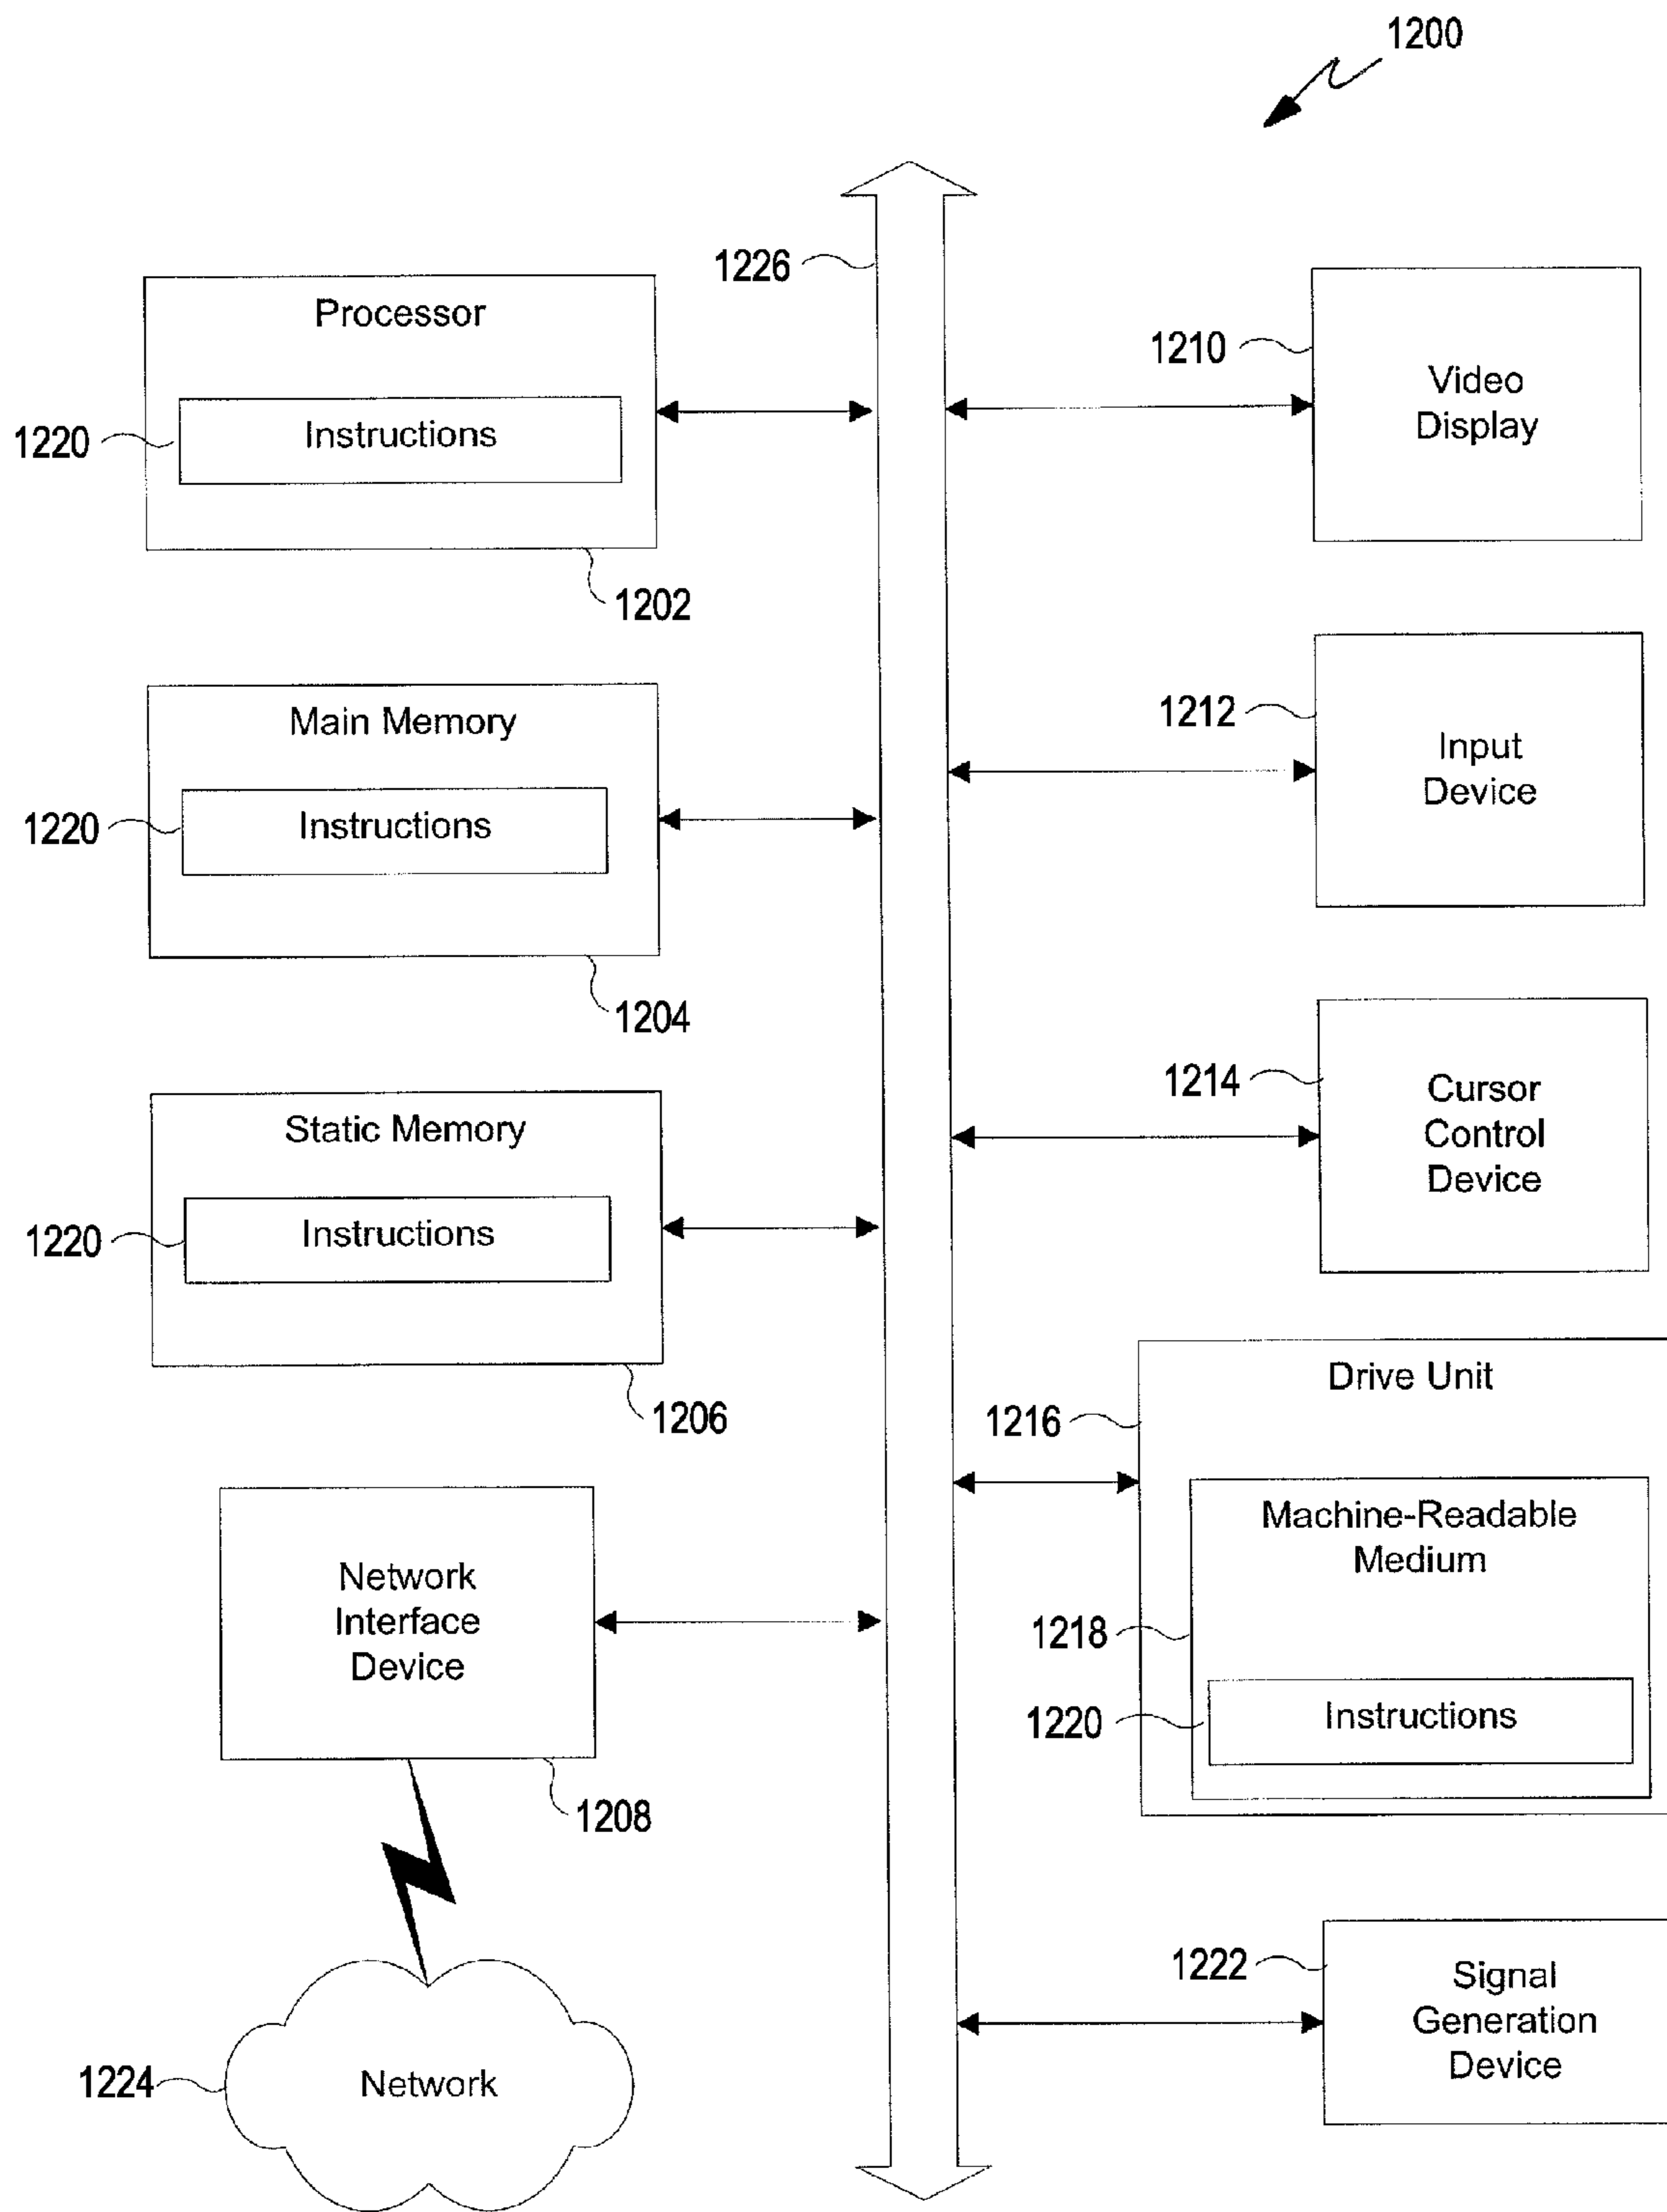 1200
1226
Processor
1220
Instructions
1202
1210
Video
Display
Main Memory
1220
Instructions
1204
1212
Input
Device
Static Memory
1220
Instructions
1206
1214
Cursor
Control
Device
Drive Unit
1216
Machine-Readable
Medium
1218
1220
Instructions
Network
Interface
Device
1208
1224
Network
1222
Signal
Generation
Device